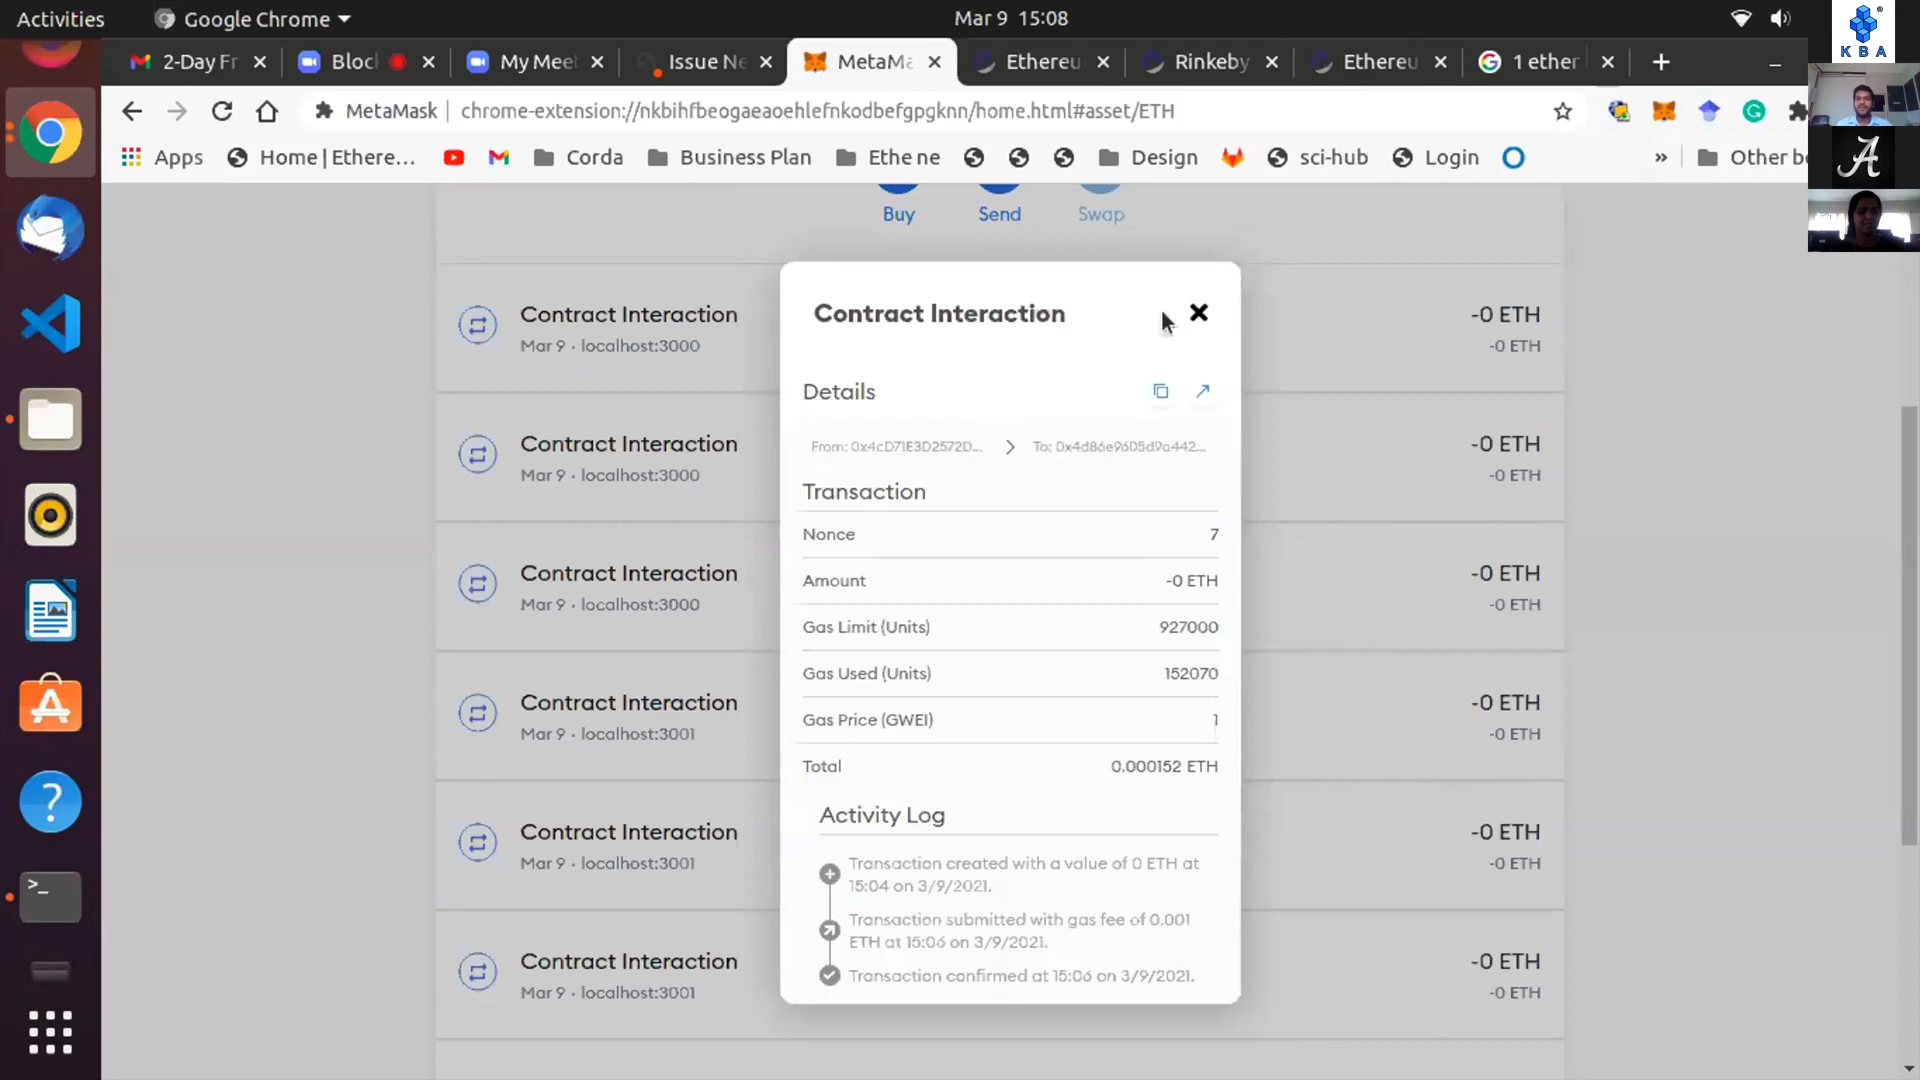 Activities
Google Chrome
Mar 9 15:08
KBA
2-Day Fr
Bloc
My Mee
Issue Ne
MetaMa
Ethereu
Rinkeby
Ethereu
1 ether
MetaMask
chrome-extension://nkbihfbeogaeaoehlefnkodbefgpgknn/home.html#asset/ETH
Apps
Home | Ethere...
Corda
Business Plan
Ethe ne
Design
sci-hub
Login
»
Other bo
A
Buy
Send
Swap
Contract Interaction
Mar 9 · localhost:3000
-0 ETH
-0 ETH
Contract Interaction
Mar 9 · localhost:3000
-0 ETH
-0 ETH
Contract Interaction
Mar 9 · localhost:3000
-0 ETH
-0 ETH
Contract Interaction
Mar 9 · localhost:3001
-0 ETH
-0 ETH
Contract Interaction
Mar 9 · localhost:3001
-0 ETH
-0 ETH
Contract Interaction
Mar 9 · localhost:3001
-0 ETH
-0 ETH
Contract Interaction
Details
From: 0x4cD71E3D2572D...
To: 0x4d86e9605d9a442...
Transaction
Nonce 7
Amount -0 ETH
Gas Limit (Units) 927000
Gas Used (Units) 152070
Gas Price (GWEI) 1
Total 0.000152 ETH
Activity Log
Transaction created with a value of 0 ETH at
15:04 on 3/9/2021.
Transaction submitted with gas fee of 0.001
ETH at 15:06 on 3/9/2021.
Transaction confirmed at 15:06 on 3/9/2021.